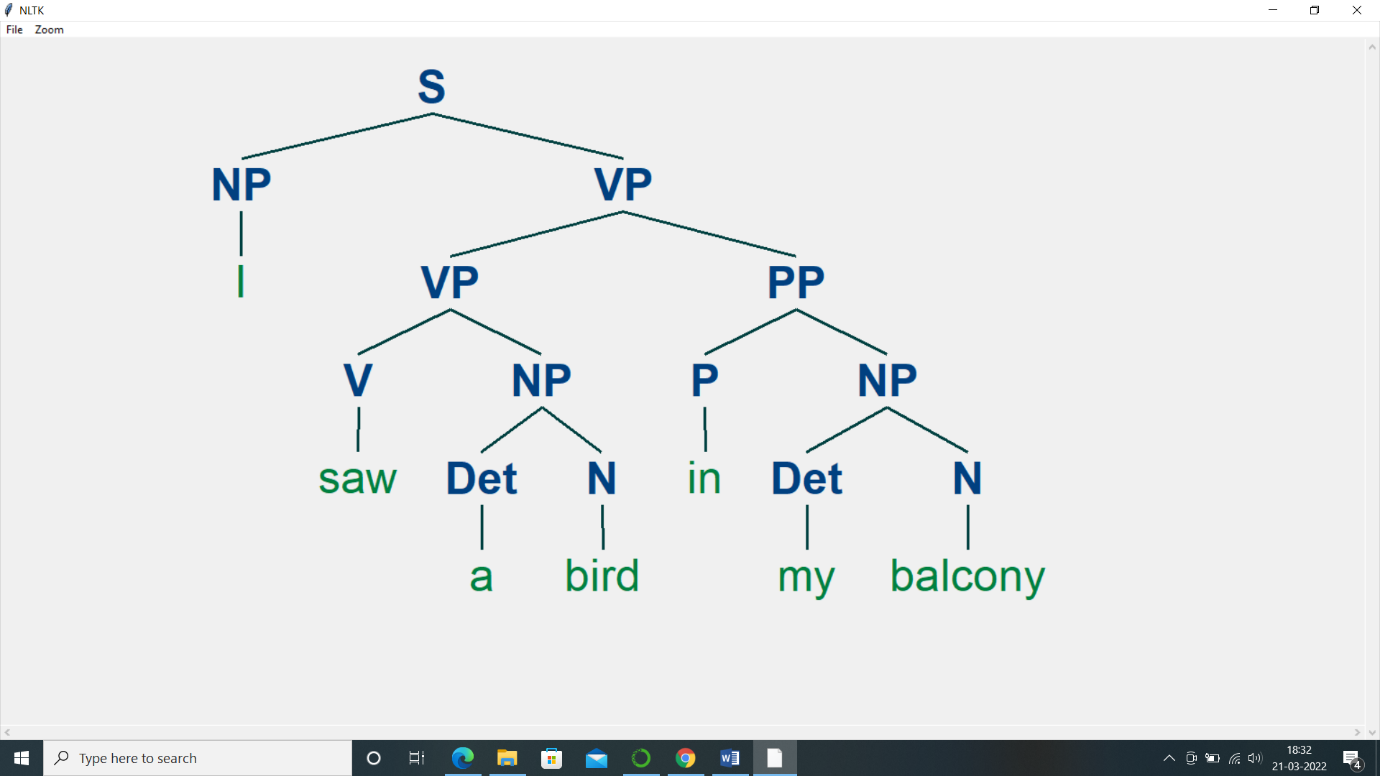 NLTK
File Zoom
S
NP VP
I VP PP
V NP P NP
saw Det N in Det N
a bird my balcony
Type here to search
18:32
21-03-2022
4